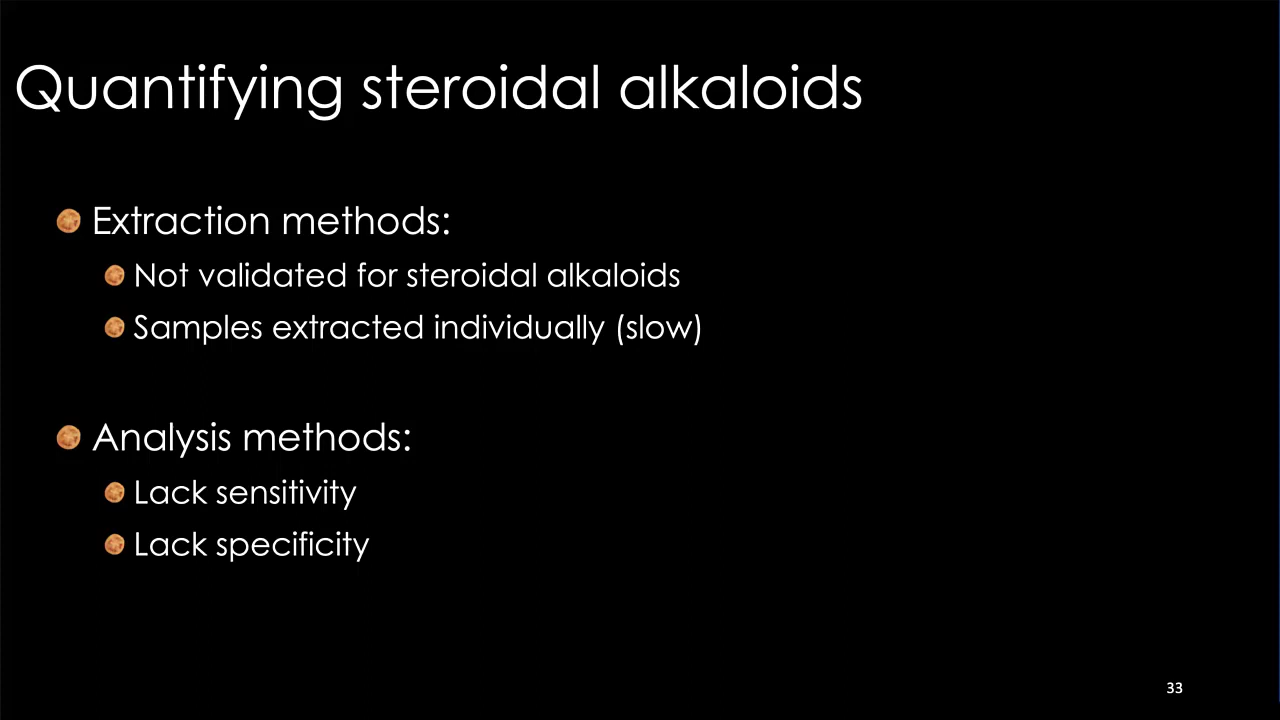 Quantifying steroidal alkaloids
Extraction methods:
Not validated for steroidal alkaloids
Samples extracted individually (slow)
Analysis methods:
Lack sensitivity
Lack specificity
33